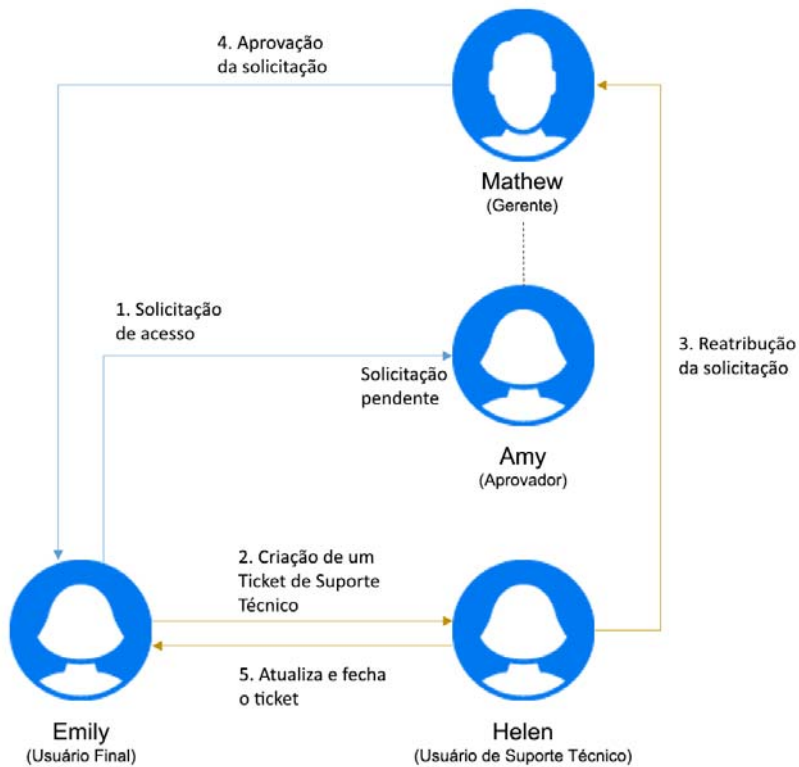 4. Aprovação
da solicitação
Mathew
(Gerente)
1. Solicitação
de acesso
Solicitação
pendente
3. Reatribução
da solicitação
Amy
(Aprovador)
2. Criação de um
Ticket de Suporte
Técnico
5. Atualiza e fecha
o ticket
Emily
(Usuário Final)
Helen
(Usuário de Suporte Técnico)